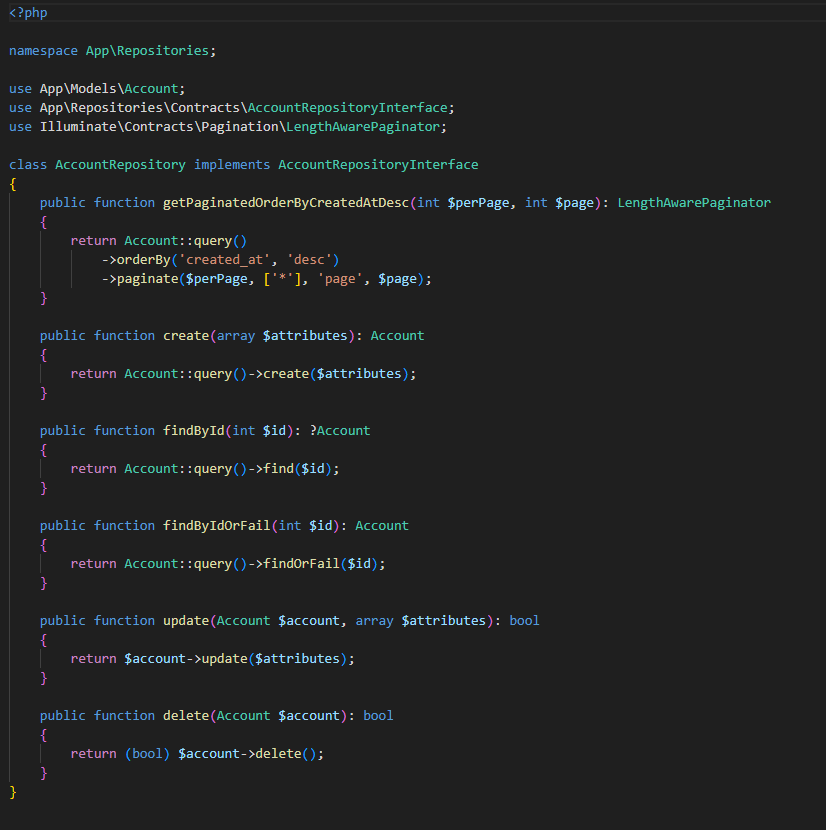 <?php
namespace App\Repositories;
use App\Models\Account;
use App\Repositories\Contracts\AccountRepositoryInterface;
use Illuminate\Contracts\Pagination\LengthAwarePaginator;
class AccountRepository implements AccountRepositoryInterface
{
    public function getPaginatedOrderByCreatedAtDesc(int $perPage, int $page): LengthAwarePaginator
    {
        return Account::query()
            ->orderBy('created_at', 'desc')
            ->paginate($perPage, ['*'], 'page', $page);
    }
    public function create(array $attributes): Account
    {
        return Account::query()->create($attributes);
    }
    public function findById(int $id): ?Account
    {
        return Account::query()->find($id);
    }
    public function findByIdOrFail(int $id): Account
    {
        return Account::query()->findOrFail($id);
    }
    public function update(Account $account, array $attributes): bool
    {
        return $account->update($attributes);
    }
    public function delete(Account $account): bool
    {
        return (bool) $account->delete();
    }
}